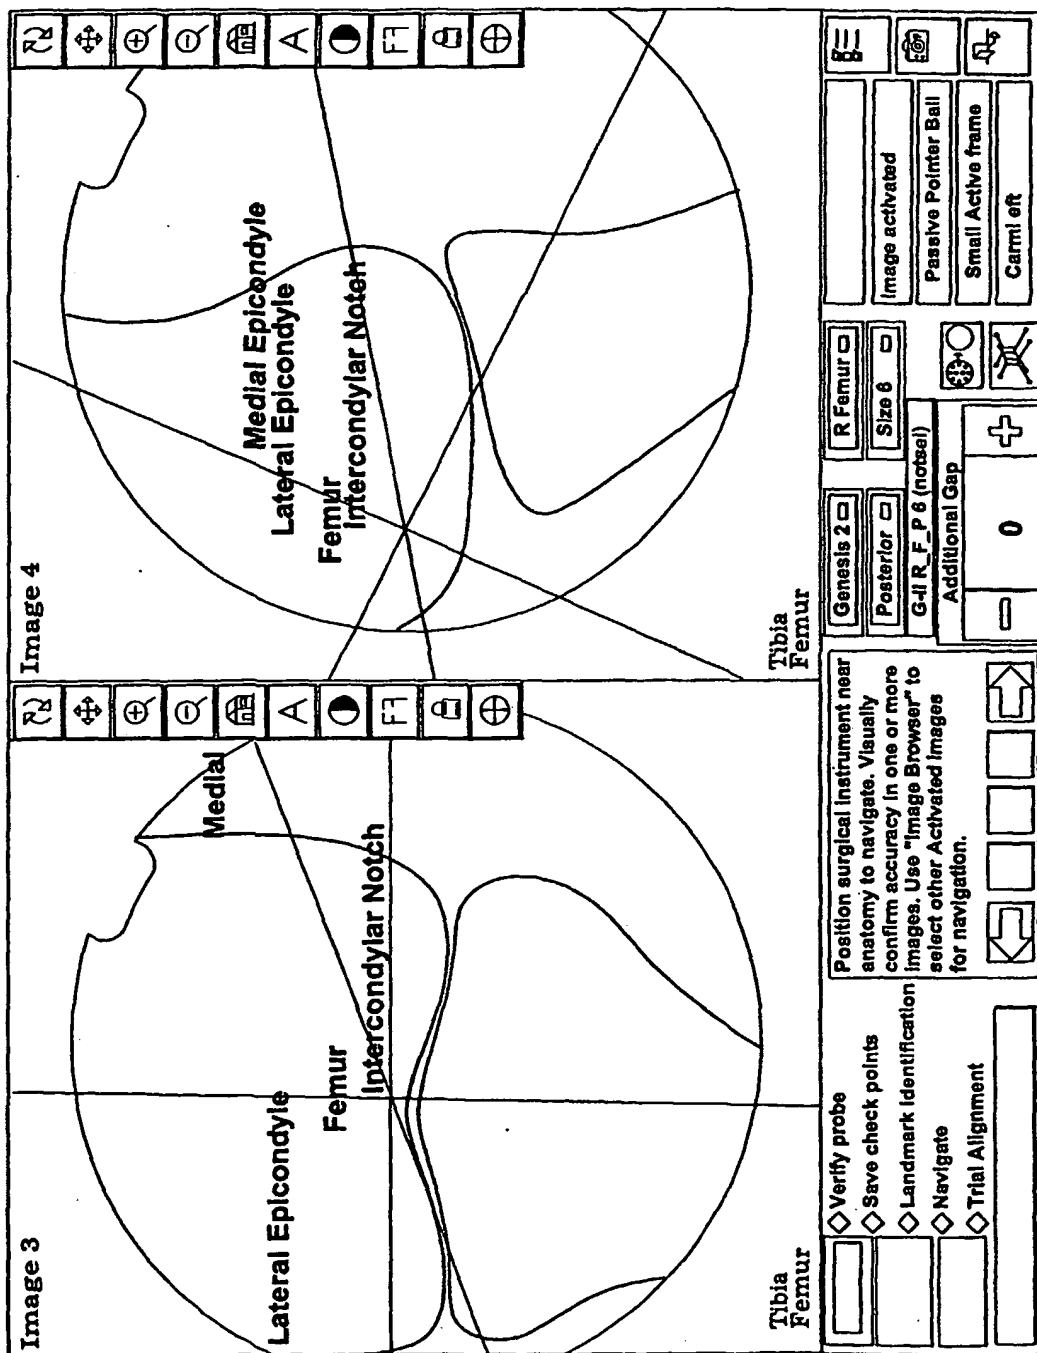 Image 3
Medial
Lateral Epicondyle
Femur
Intercondylar Notch
Tibia
Femur
Image 4
Medial Epicondyle
Lateral Epicondyle
Femur
Intercondylar Notch
Tibia
Femur
Verify probe
Save check points
Landmark Identification
Navigate
Trial Alignment
Position surgical instrument near
anatomy to navigate. Visually
confirm accuracy in one or more
images. Use "Image Browser" to
select other Activated images
for navigation.
Genesis 2
R Femur
Posterior
Size 6
G-II R_F_P 6 (notsel)
Additional Gap
0
Image activated
Passive Pointer Ball
Small Active frame
Carml eft